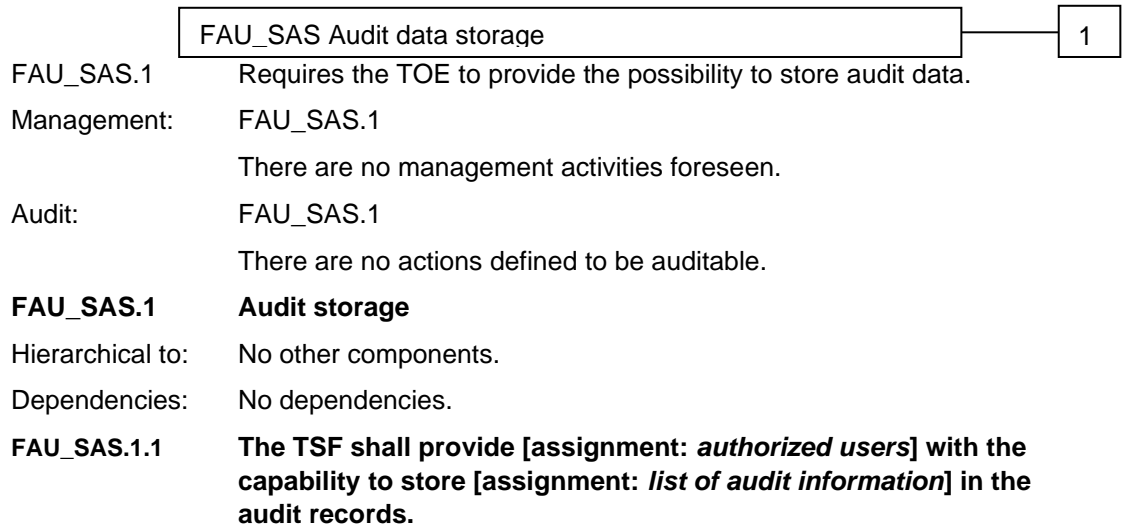 FAU_SAS Audit data storage 1
FAU_SAS.1 Requires the TOE to provide the possibility to store audit data.
Management: FAU_SAS.1
There are no management activities foreseen.
Audit: FAU_SAS.1
There are no actions defined to be auditable.
FAU_SAS.1 Audit storage
Hierarchical to: No other components.
Dependencies: No dependencies.
FAU_SAS.1.1 The TSF shall provide [assignment: authorized users] with the
capability to store [assignment: list of audit information] in the
audit records.